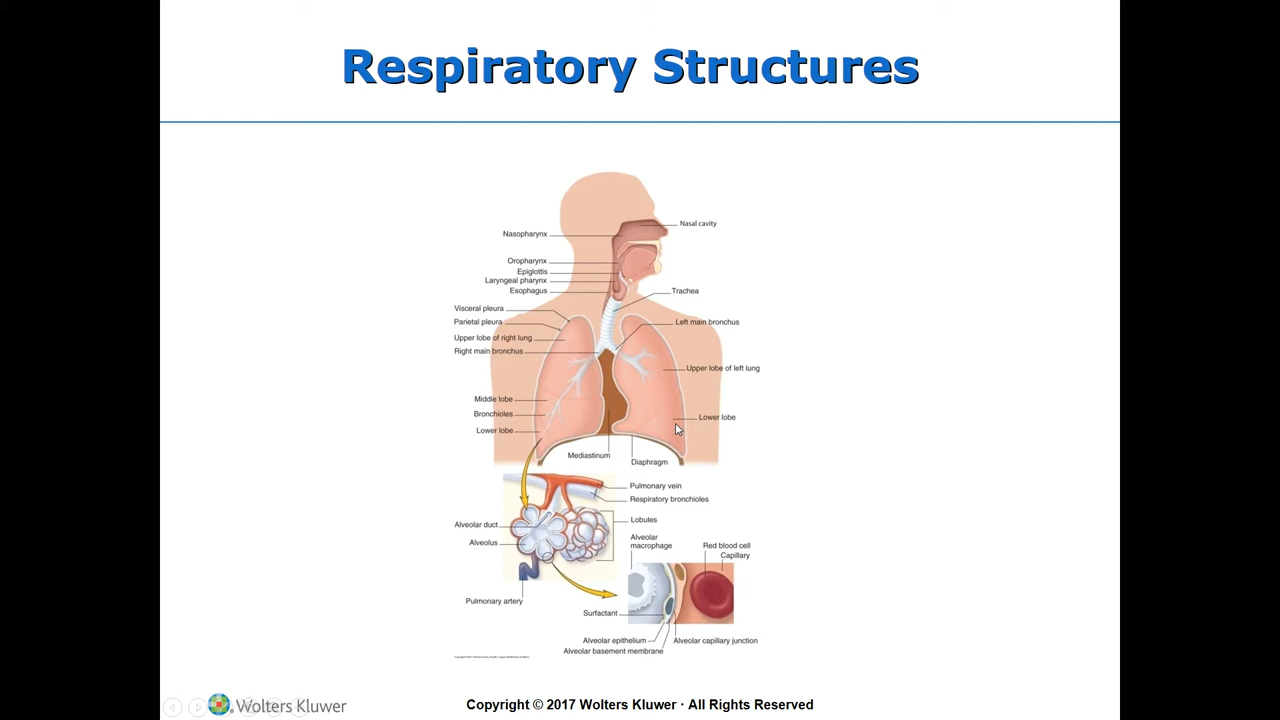 Respiratory Structures
Nasal cavity
Nasopharynx
Oropharynx
Epiglottis
Laryngeal pharynx
Esophagus
Trachea
Visceral pleura
Parietal pleura
Left main bronchus
Upper lobe of right lung
Right main bronchus
Upper lobe of left lung
Middle lobe
Bronchioles
Lower lobe
Lower lobe
Mediastinum
Diaphragm
Pulmonary vein
Respiratory bronchioles
Lobules
Alveolar duct
Alveolus
Alveolar
macrophage
Red blood cell
Capillary
Pulmonary artery
Surfactant
Alveolar epithelium
Alveolar capillary junction
Alveolar basement membrane
Wolters Kluwer
Copyright © 2017 Wolters Kluwer · All Rights Reserved